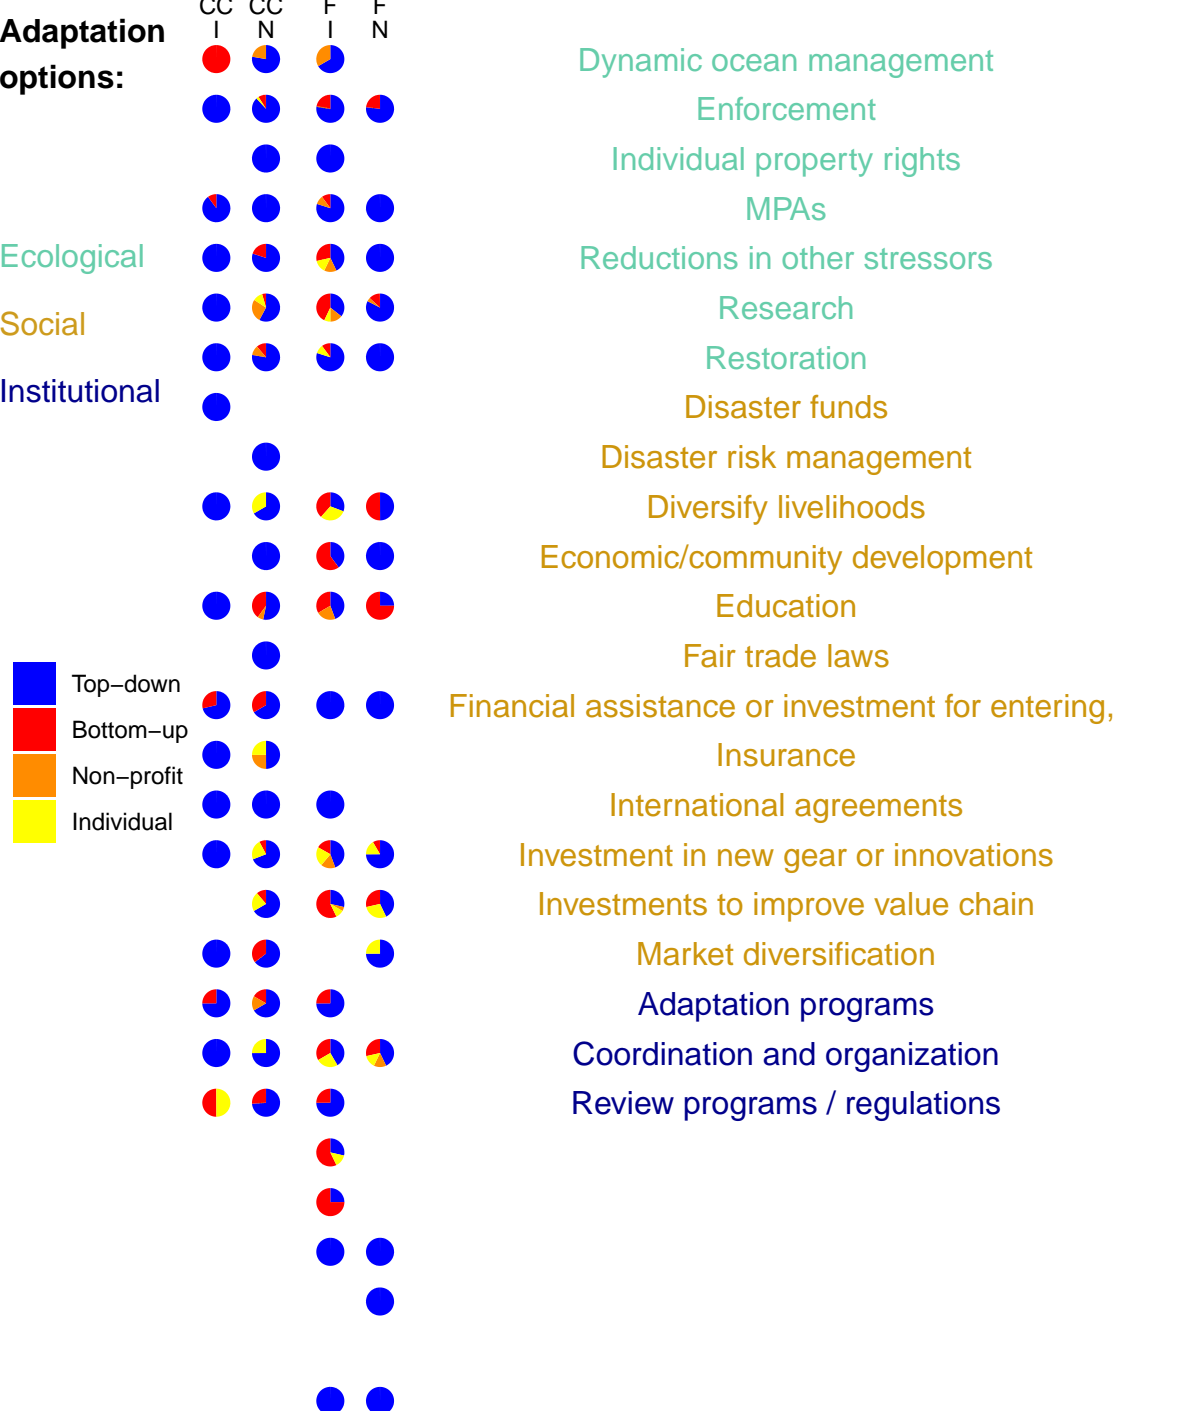 CC CC F F
I N I N
Adaptation
options:
Dynamic ocean management
Enforcement
Individual property rights
MPAs
Reductions in other stressors
Research
Restoration
Disaster funds
Disaster risk management
Diversify livelihoods
Economic/community development
Education
Fair trade laws
Financial assistance or investment for entering,
Insurance
International agreements
Investment in new gear or innovations
Investments to improve value chain
Market diversification
Adaptation programs
Coordination and organization
Review programs / regulations
Ecological
Social
Institutional
Top−down
Bottom−up
Non−profit
Individual